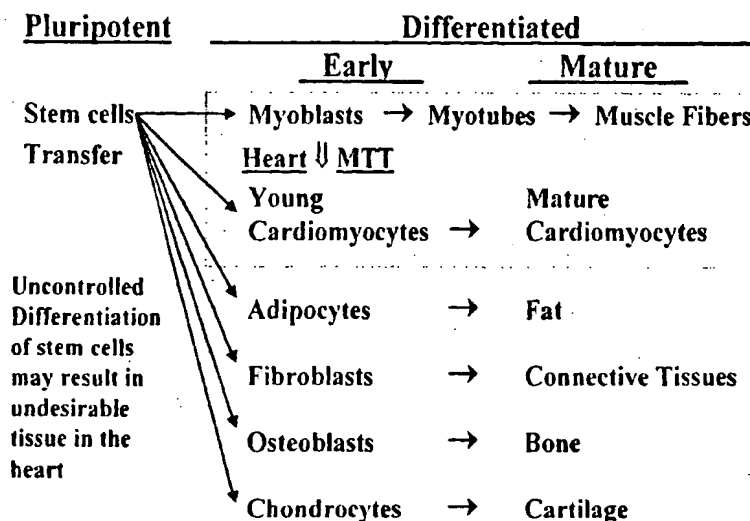 Pluripotent Differentiated
Early Mature
Stem cells → Myoblasts → Myotubes → Muscle Fibers
Transfer Heart ⇓ MTT
Young Mature
Cardiomyocytes → Cardiomyocytes
Uncontrolled
Differentiation Adipocytes → Fat
of stem cells
may result in Fibroblasts → Connective Tissues
undesirable
tissue in the Osteoblasts → Bone
heart
Chondrocytes → Cartilage